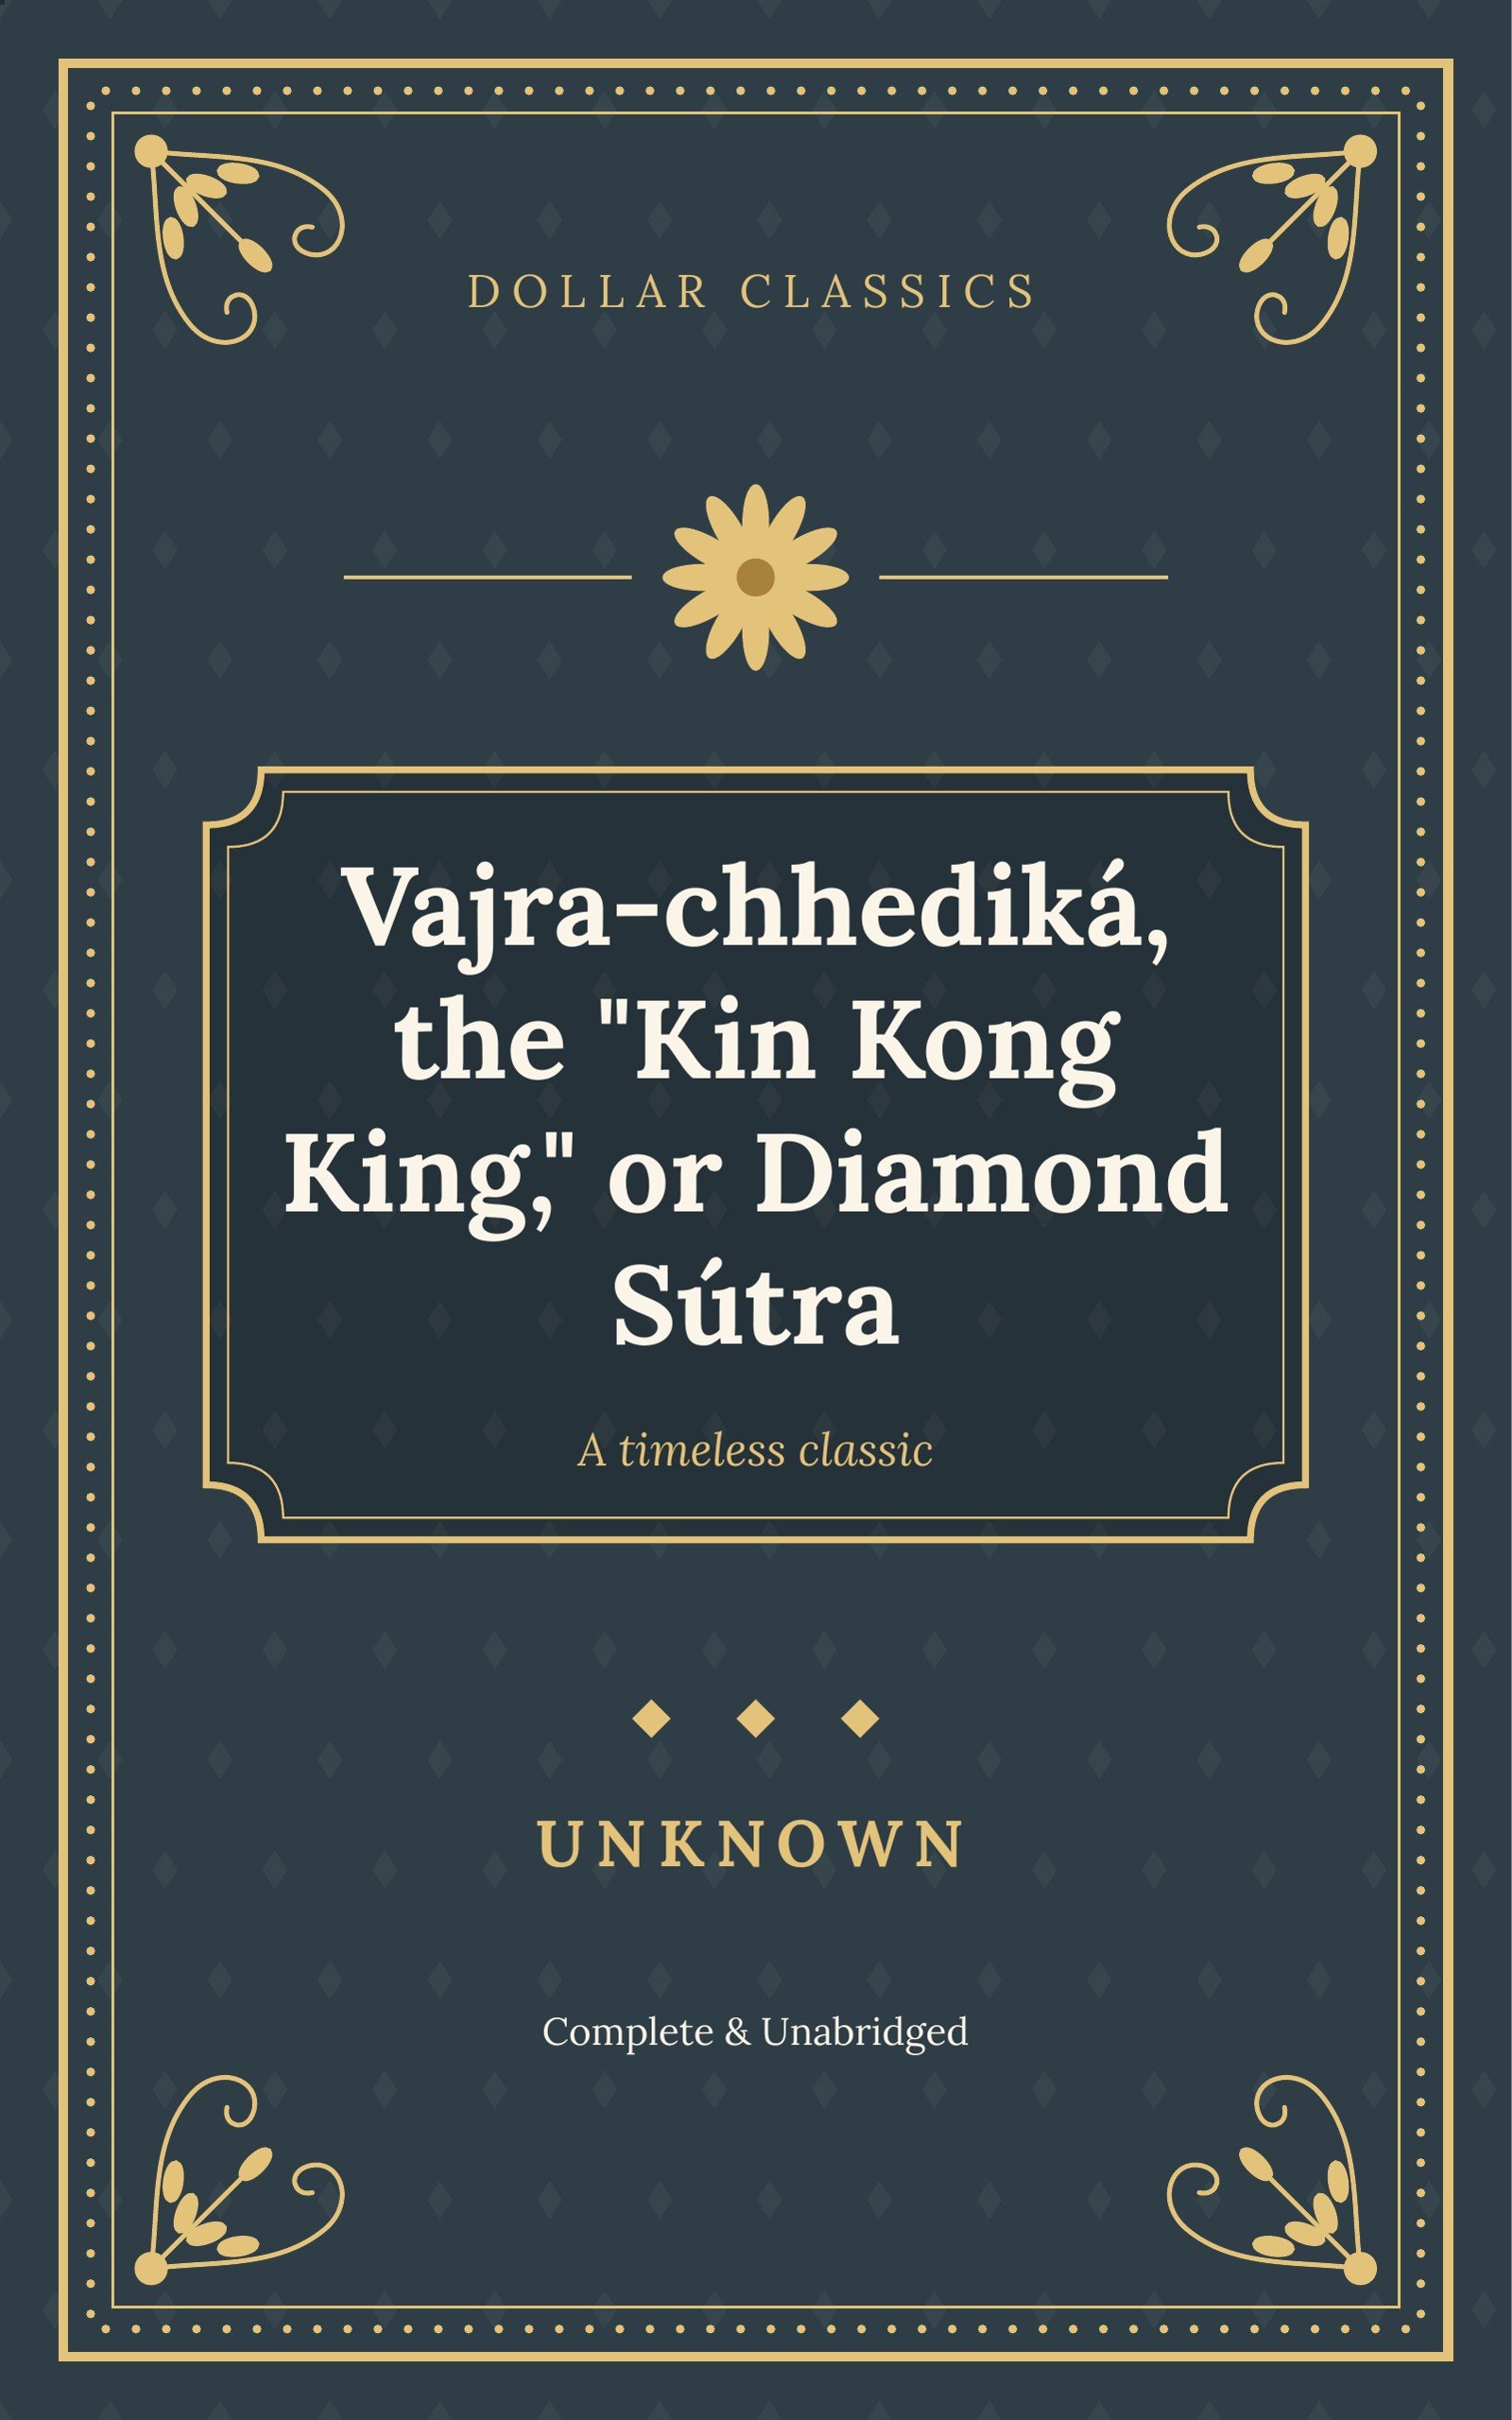 DOLLAR CLASSICS
Vajra-chhediká,
the "Kin Kong
King," or Diamond
Sútra
A timeless classic
UNKNOWN
Complete & Unabridged